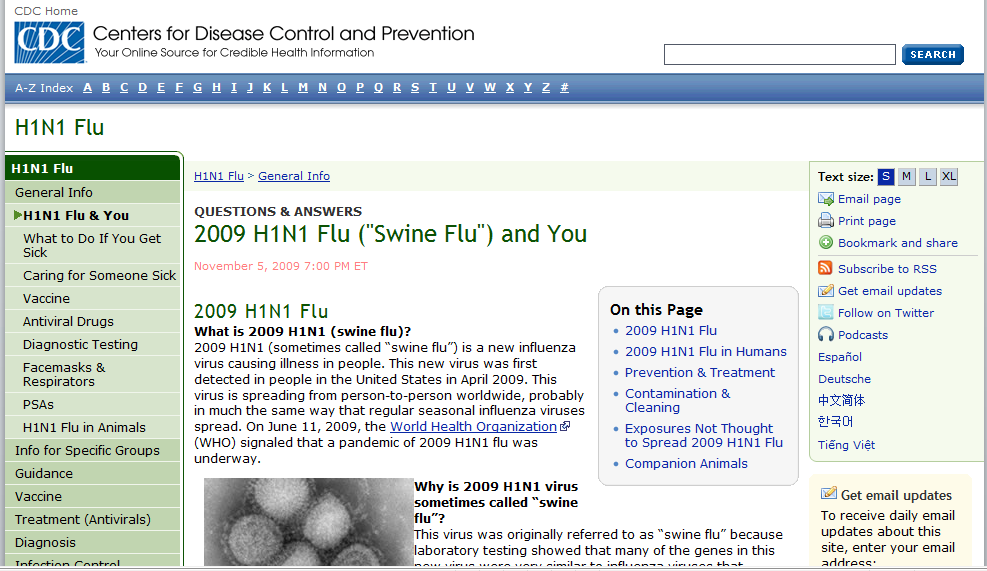 CDC Home
CDC
Centers for Disease Control and Prevention
Your Online Source for Credible Health Information
SEARCH
A-Z Index A B C D E F G H I J K L M N O P Q R S T U V W X Y Z #
H1N1 Flu
H1N1 Flu
General Info
H1N1 Flu & You
What to Do If You Get
Sick
Caring for Someone Sick
Vaccine
Antiviral Drugs
Diagnostic Testing
Facemasks &
Respirators
PSAs
H1N1 Flu in Animals
Info for Specific Groups
Guidance
Vaccine
Treatment (Antivirals)
Diagnosis
Infection Control
H1N1 Flu > General Info
QUESTIONS & ANSWERS
2009 H1N1 Flu ("Swine Flu") and You
November 5, 2009 7:00 PM ET
2009 H1N1 Flu
What is 2009 H1N1 (swine flu)?
2009 H1N1 (sometimes called “swine flu”) is a new influenza
virus causing illness in people. This new virus was first
detected in people in the United States in April 2009. This
virus is spreading from person-to-person worldwide, probably
in much the same way that regular seasonal influenza viruses
spread. On June 11, 2009, the World Health Organization
(WHO) signaled that a pandemic of 2009 H1N1 flu was
underway.
Why is 2009 H1N1 virus
sometimes called “swine
flu”?
This virus was originally referred to as “swine flu” because
laboratory testing showed that many of the genes in this
new virus were very similar to influenza viruses that
On this Page
2009 H1N1 Flu
2009 H1N1 Flu in Humans
Prevention & Treatment
Contamination &
Cleaning
Exposures Not Thought
to Spread 2009 H1N1 Flu
Companion Animals
Text size: S M L XL
Email page
Print page
Bookmark and share
Subscribe to RSS
Get email updates
Follow on Twitter
Podcasts
Español
Deutsche
中文简体
한국어
Tiếng Việt
Get email updates
To receive daily email
updates about this
site, enter your email
address: